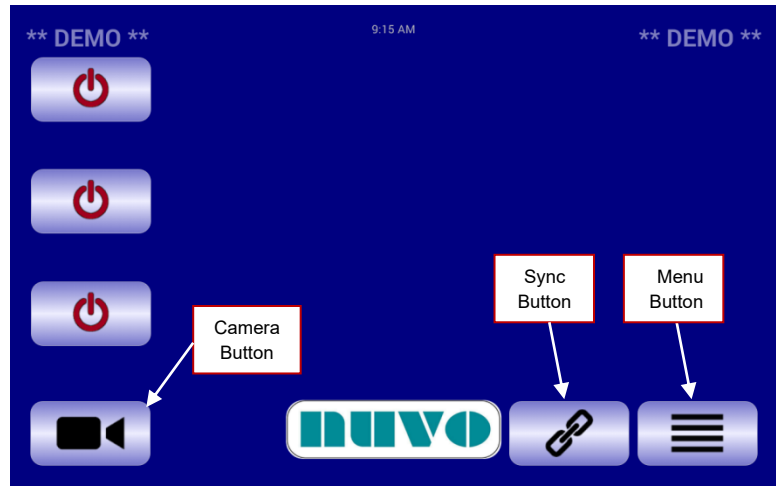 ** DEMO **
9:15 AM
** DEMO **
Sync
Button
Menu
Button
Camera
Button
nuvo